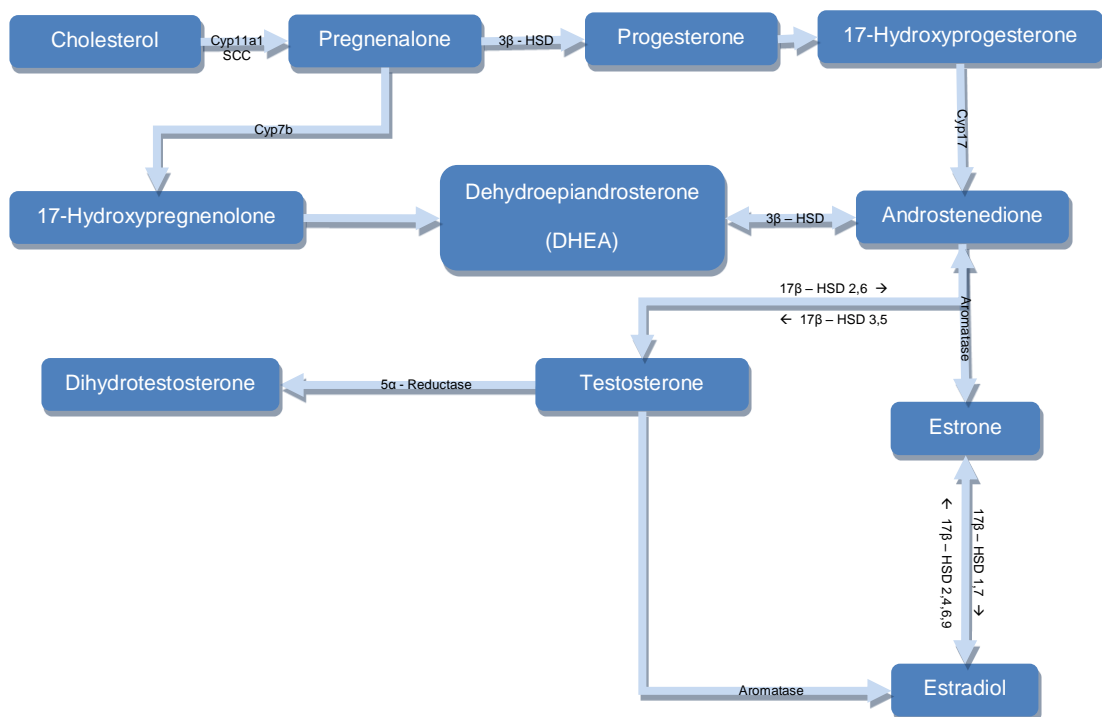 Cholesterol
Cyp11a1
SCC
Pregnenalone
3β - HSD
Progesterone
17-Hydroxyprogesterone
Cyp7b
Cyp17
17-Hydroxypregnenolone
Dehydroepiandrosterone
(DHEA)
3β – HSD
Androstenedione
17β – HSD 2,6 →
← 17β – HSD 3,5
Aromatase
Dihydrotestosterone
5α - Reductase
Testosterone
Estrone
17β – HSD 1,7 →
← 17β – HSD 2,4,6,9
Aromatase
Estradiol